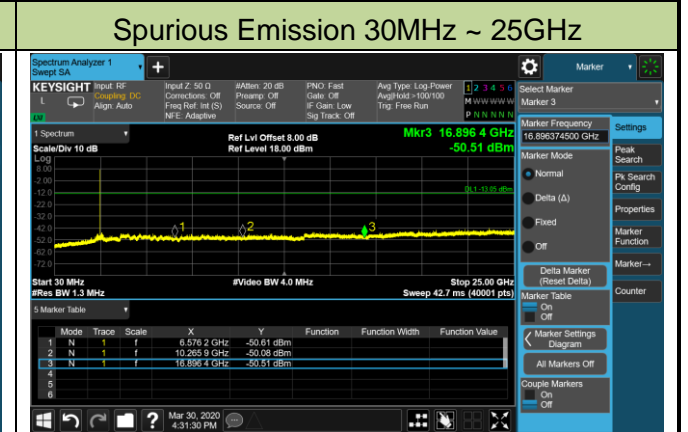 Spurious Emission 30MHz ~ 25GHz
Spectrum Analyzer 1
Swept SA
+
Marker
KEYSIGHT
L
LXI
Input: RF
Coupling: DC
Align: Auto
Input Z: 50 Ω
Corrections: Off
Freq Ref: Int (S)
NFE: Adaptive
#Atten: 20 dB
Preamp: Off
Source: Off
PNO: Fast
Gate: Off
IF Gain: Low
Sig Track: Off
Avg Type: Log-Power
Avg|Hold:>100/100
Trig: Free Run
1 2 3 4 5 6
M W W W W W
P N N N N N
Select Marker
Marker 3
1 Spectrum
Scale/Div 10 dB
Ref Lvl Offset 8.00 dB
Ref Level 18.00 dBm
Mkr3 16.896 4 GHz
-50.51 dBm
Log
8.00
-2.00
-12.0
-22.0
-32.0
-42.0
-52.0
-62.0
-72.0
DL1 -13.05 dBm
1
2
3
Start 30 MHz
#Res BW 1.3 MHz
#Video BW 4.0 MHz
Stop 25.00 GHz
Sweep 42.7 ms (40001 pts)
5 Marker Table
Mode Trace Scale X Y Function Function Width Function Value
1 N 1 f 6.576 2 GHz -50.61 dBm
2 N 1 f 10.265 9 GHz -50.08 dBm
3 N 1 f 16.896 4 GHz -50.51 dBm
4
5
6
Marker Frequency
16.896374500 GHz
Marker Mode
Normal
Delta (Δ)
Fixed
Off
Delta Marker
(Reset Delta)
Marker Table
On
Off
Marker Settings
Diagram
All Markers Off
Couple Markers
On
Off
Settings
Peak
Search
Pk Search
Config
Properties
Marker
Function
Marker→
Counter
?
Mar 30, 2020
4:31:30 PM